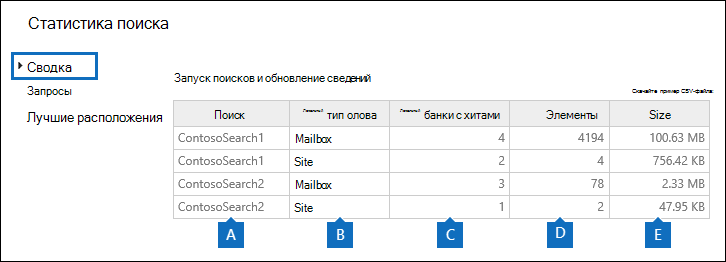 Статистика поиска
Сводка
Запросы
Лучшие расположения
Запуск поисков и обновление сведений
Скачайте пример CSV-файла:
Поиск тип олова банки с хитами Элементы Size
ContosoSearch1 Mailbox 4 4194 100.63 MB
ContosoSearch1 Site 2 4 756.42 KB
ContosoSearch2 Mailbox 3 78 2.33 MB
ContosoSearch2 Site 1 2 47.95 KB
A B C D E